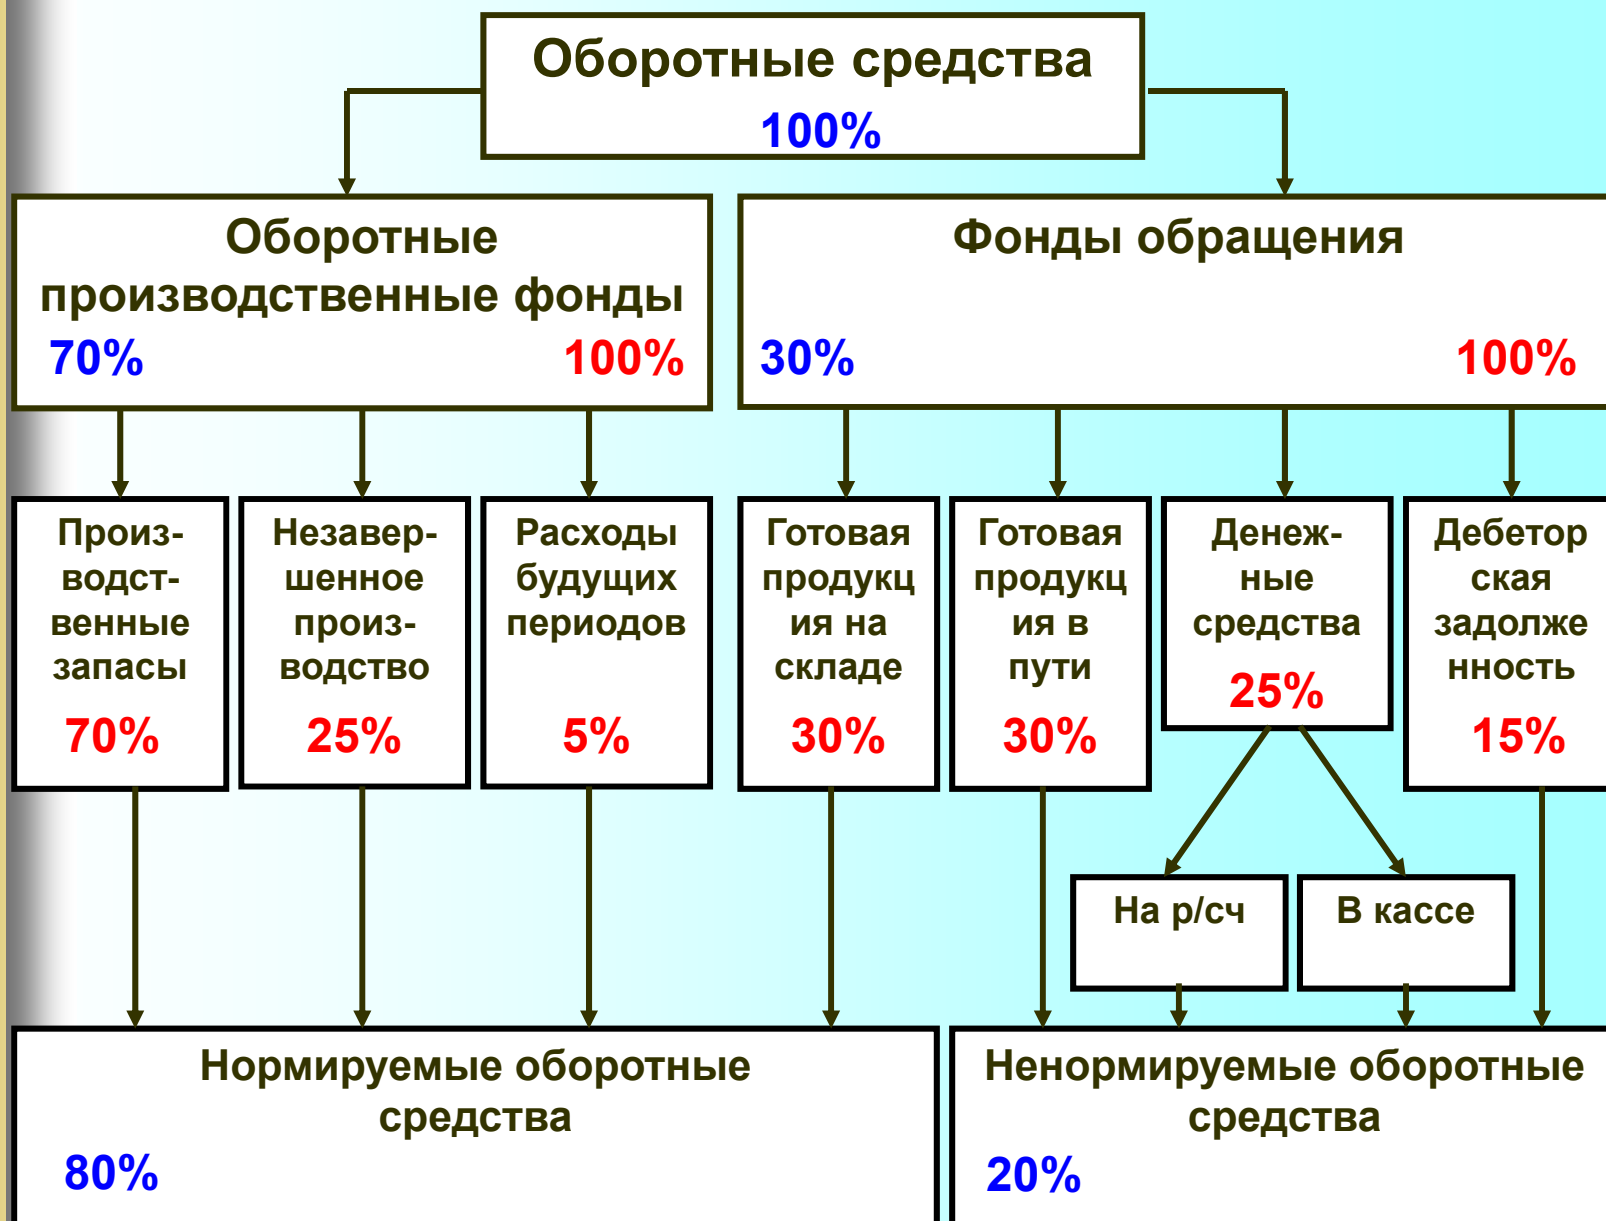 Оборотные средства
100%
Оборотные
производственные фонды
70%
100%
Фонды обращения
30%
100%
Произ-
водст-
венные
запасы
70%
Незавер-
шенное
произ-
водство
25%
Расходы
будущих
периодов
5%
Готовая
продукц
ия на
складе
30%
Готовая
продукц
ия в
пути
30%
Денеж-
ные
средства
25%
Дебетор
ская
задолже
нность
15%
На р/сч
В кассе
Нормируемые оборотные
средства
80%
Ненормируемые оборотные
средства
20%